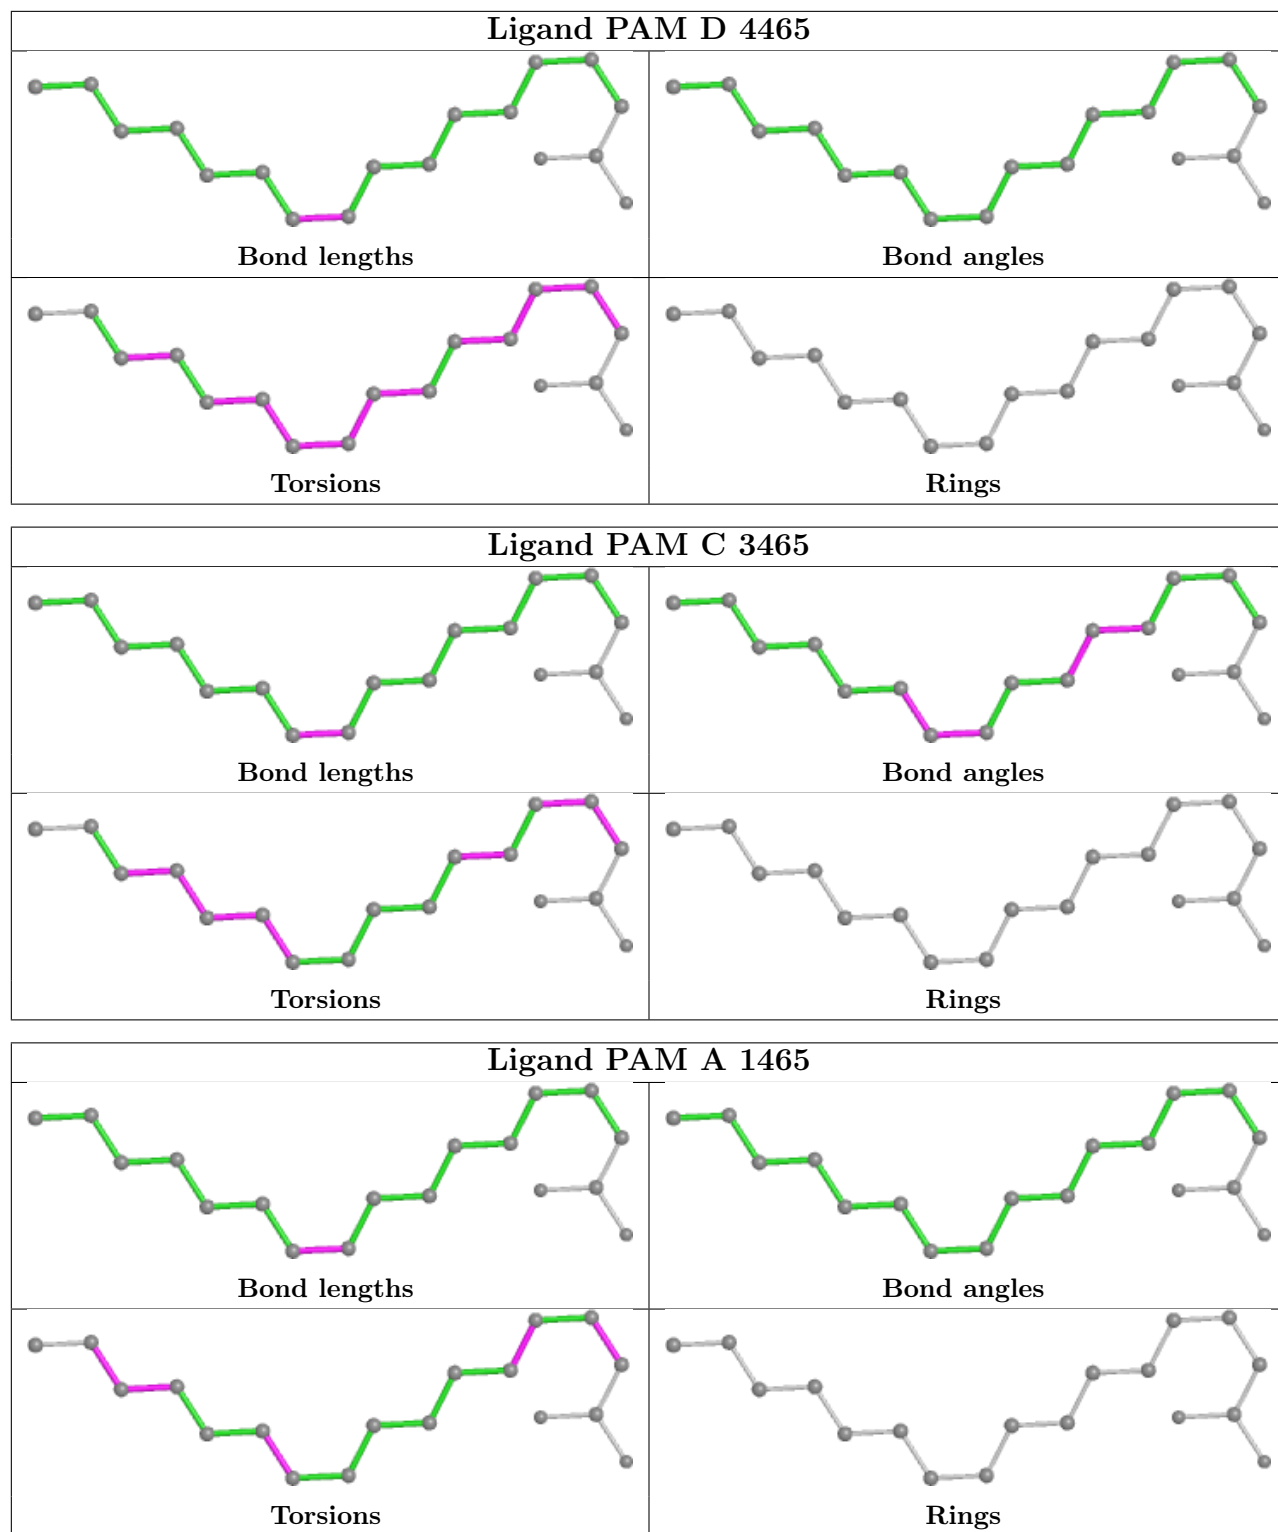 Ligand PAM D 4465
Bond lengths
Bond angles
Torsions
Rings
Ligand PAM C 3465
Bond lengths
Bond angles
Torsions
Rings
Ligand PAM A 1465
Bond lengths
Bond angles
Torsions
Rings